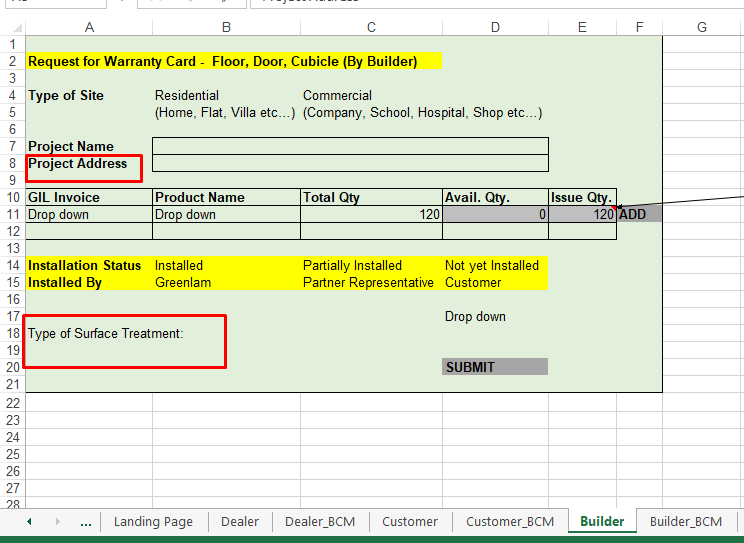 A B C D E F G
1
2 Request for Warranty Card - Floor, Door, Cubicle (By Builder)
3
4 Type of Site Residential Commercial
5 (Home, Flat, Villa etc...) (Company, School, Hospital, Shop etc...)
6
7 Project Name
8 Project Address
9
10 GIL Invoice Product Name Total Qty Avail. Qty. Issue Qty.
11 Drop down Drop down 120 0 120 ADD
12
13
14 Installation Status Installed Partially Installed Not yet Installed
15 Installed By Greenlam Partner Representative Customer
16
17 Drop down
18 Type of Surface Treatment:
19
20 SUBMIT
21
22
23
24
25
26
27
28
... Landing Page Dealer Dealer_BCM Customer Customer_BCM Builder Builder_BCM